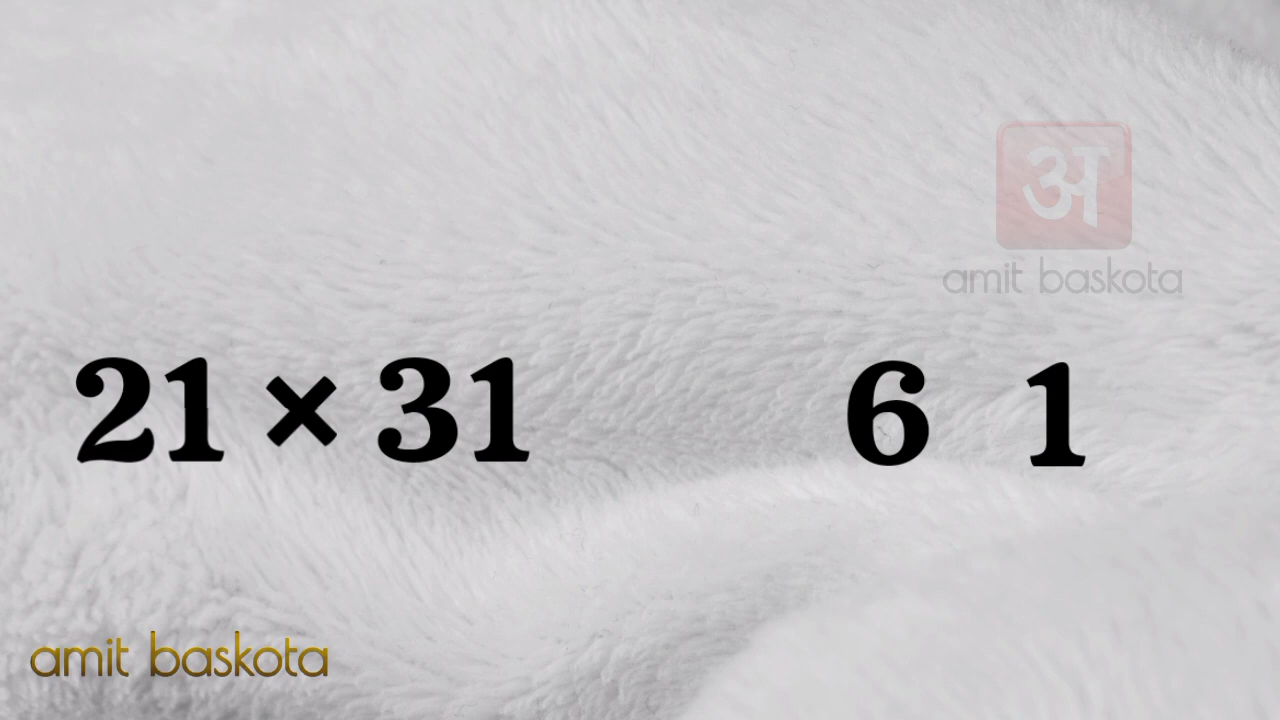 अ
amit baskota
21 × 31 6 1
amit baskota